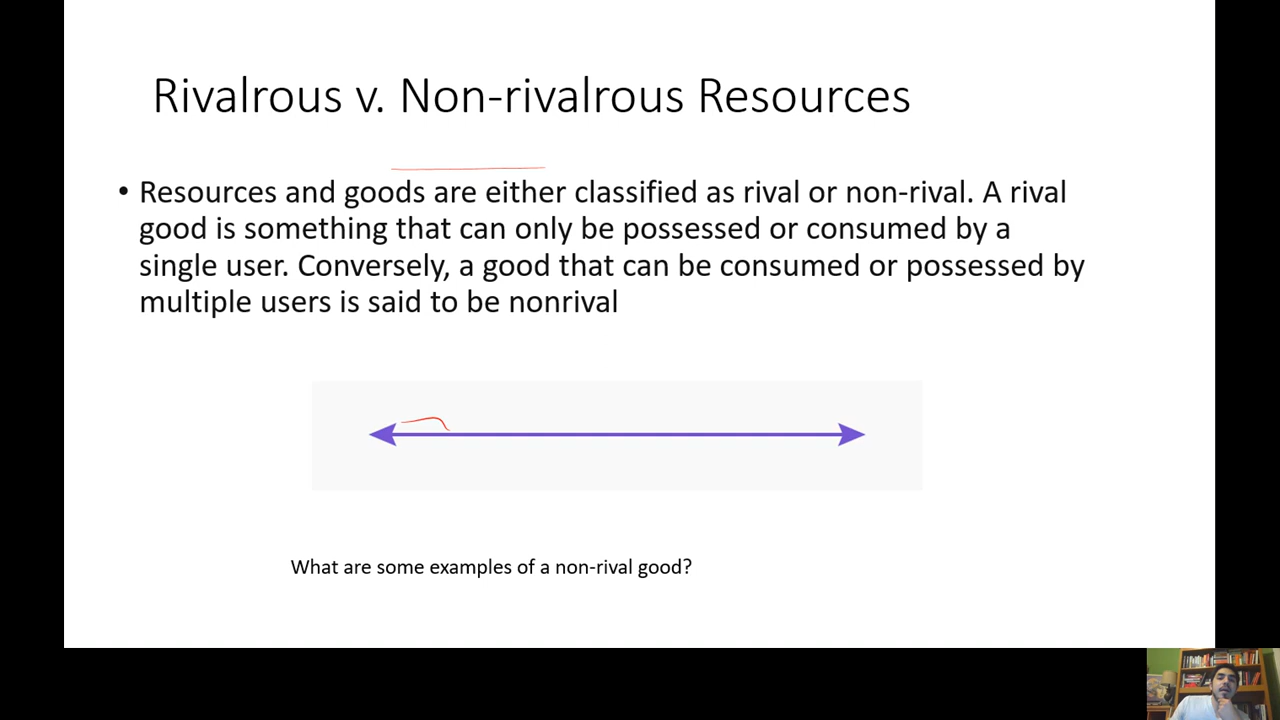 Rivalrous v. Non-rivalrous Resources
• Resources and goods are either classified as rival or non-rival. A rival
good is something that can only be possessed or consumed by a
single user. Conversely, a good that can be consumed or possessed by
multiple users is said to be nonrival
What are some examples of a non-rival good?